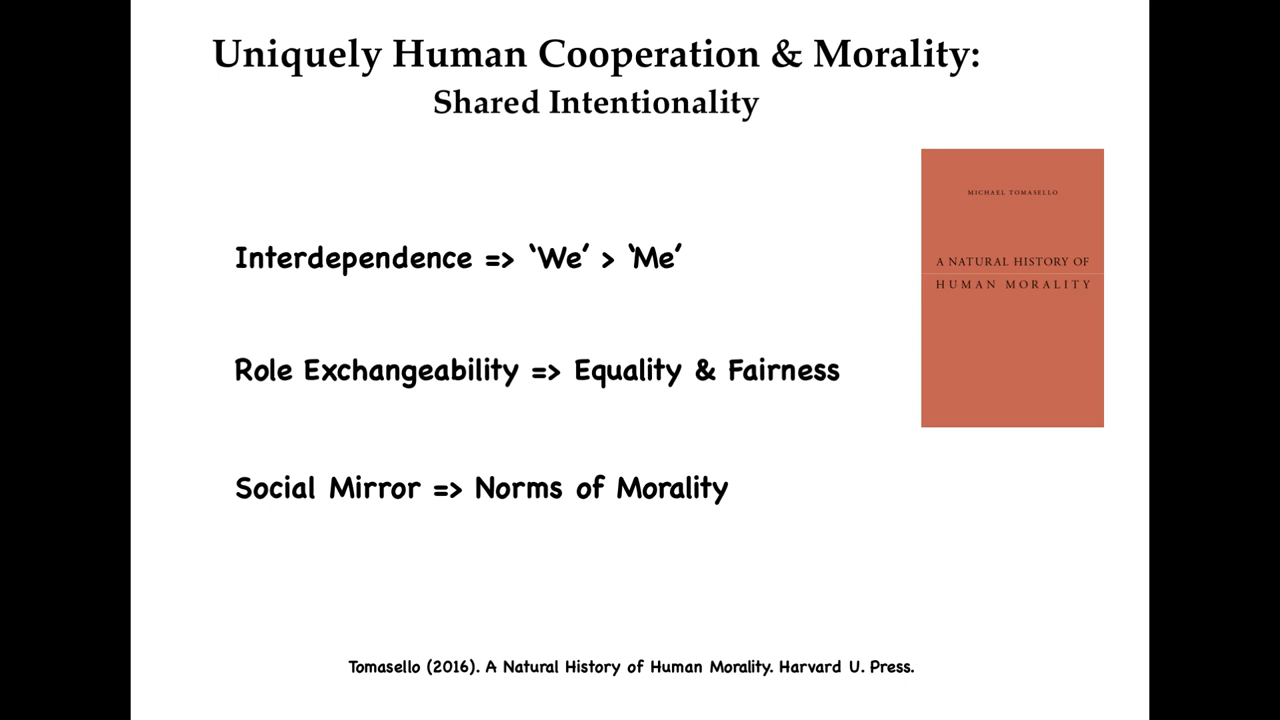 Uniquely Human Cooperation & Morality:
Shared Intentionality
MICHAEL TOMASELLO
A NATURAL HISTORY OF
HUMAN MORALITY
Interdependence => ‘We’ > ‘Me’
Role Exchangeability => Equality & Fairness
Social Mirror => Norms of Morality
Tomasello (2016). A Natural History of Human Morality. Harvard U. Press.